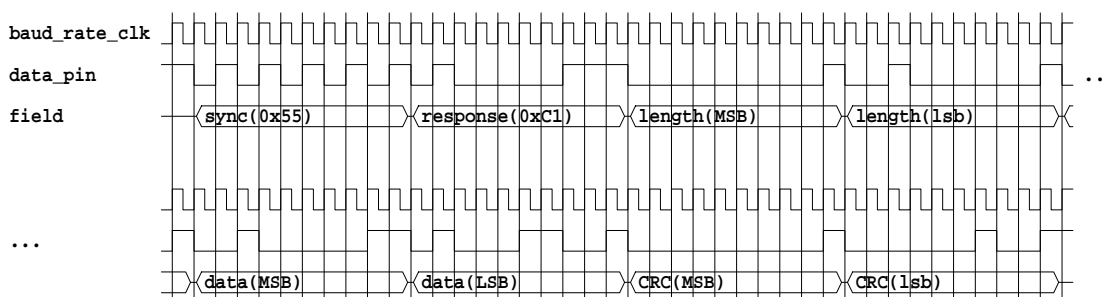 baud_rate_clk
data_pin
..
field sync(0x55) response(0xC1) length(MSB) length(lsb)
...
data(MSB) data(LSB) CRC(MSB) CRC(lsb)